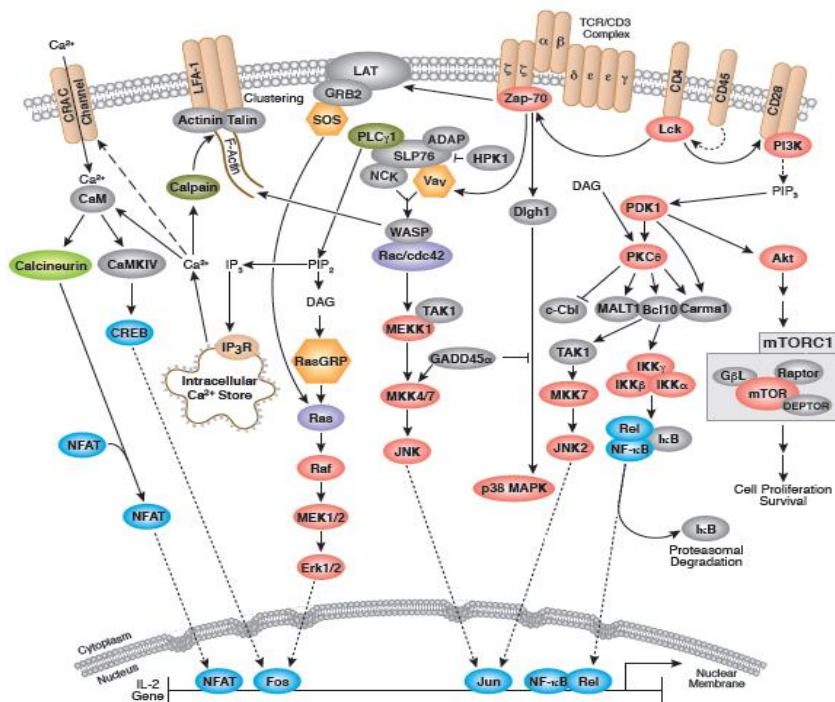 TCR/CD3
Complex
Ca²⁺
CRAC
Channel
LFA-1
Clustering
LAT
GRB2
SOS
α
β
ξ
ξ
δ
ε
ε
γ
Zap-70
CD4
CD45
CD28
Lck
PI3K
Actinin
Talin
F-Actin
PLCγ1
ADAP
SLP76
HPK1
NCK
Vav
Ca²⁺
CaM
Calpain
Dlgh1
DAG
PIP₃
PDK1
WASP
Rac/cdc42
PKCθ
Akt
Calcineurin
CaMKIV
Ca²⁺
IP₃
PIP₂
DAG
c-Cbl
MALT1
Bcl10
Carma1
CREB
IP₃R
Intracellular
Ca²⁺ Store
RasGRP
TAK1
MEKK1
GADD45α
TAK1
mTORC1
GβL
Raptor
mTOR
DEPTOR
IKKγ
IKKβ
IKKα
MKK4/7
MKK7
Ras
NFAT
Rel
NF-κB
IκB
JNK
JNK2
Raf
p38 MAPK
Cell Proliferation
Survival
NFAT
MEK1/2
IκB
Proteasomal
Degradation
Erk1/2
Cytoplasm
Nucleus
Nuclear
Membrane
IL-2
Gene
NFAT
Fos
Jun
NF-κB
Rel